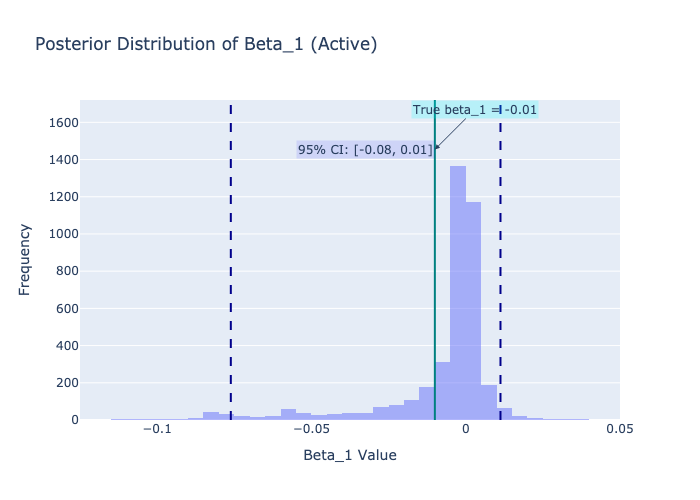 Posterior Distribution of Beta_1 (Active)
True beta_1 = -0.01
95% CI: [-0.08, 0.01]
1600
1400
1200
1000
800
600
400
200
0
Frequency
−0.1
−0.05
0
0.05
Beta_1 Value